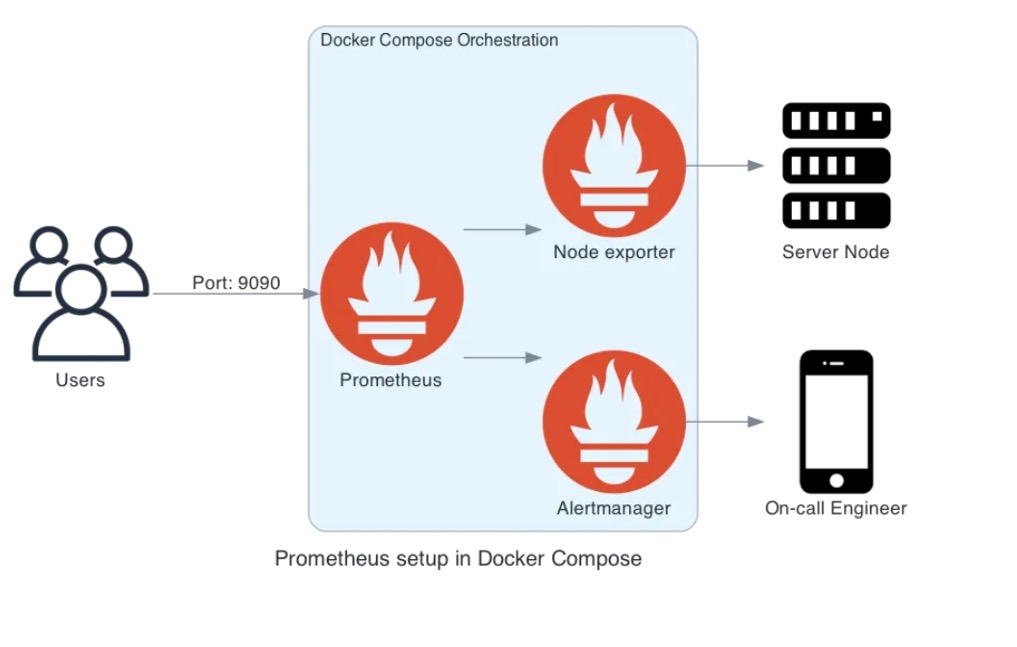 Docker Compose Orchestration
Node exporter
Server Node
Port: 9090
Users
Prometheus
Alertmanager
On-call Engineer
Prometheus setup in Docker Compose